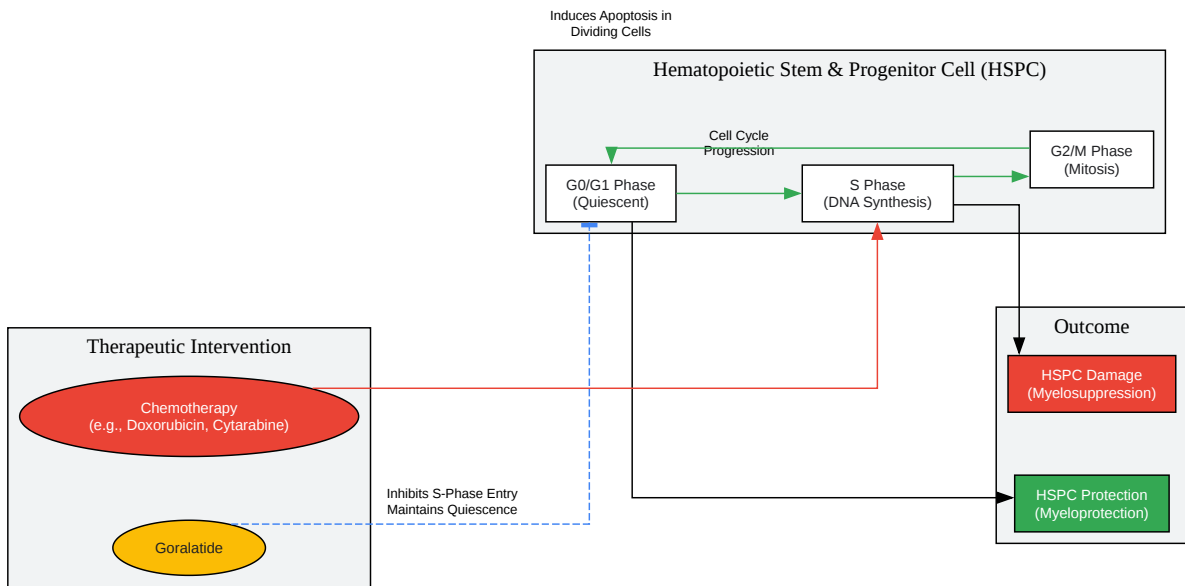 Induces Apoptosis in
Dividing Cells
Hematopoietic Stem & Progenitor Cell (HSPC)
Cell Cycle
Progression
G2/M Phase
(Mitosis)
G0/G1 Phase
(Quiescent)
S Phase
(DNA Synthesis)
Therapeutic Intervention
Chemotherapy
(e.g., Doxorubicin, Cytarabine)
Inhibits S-Phase Entry
Maintains Quiescence
Goralatide
Outcome
HSPC Damage
(Myelosuppression)
HSPC Protection
(Myeloprotection)